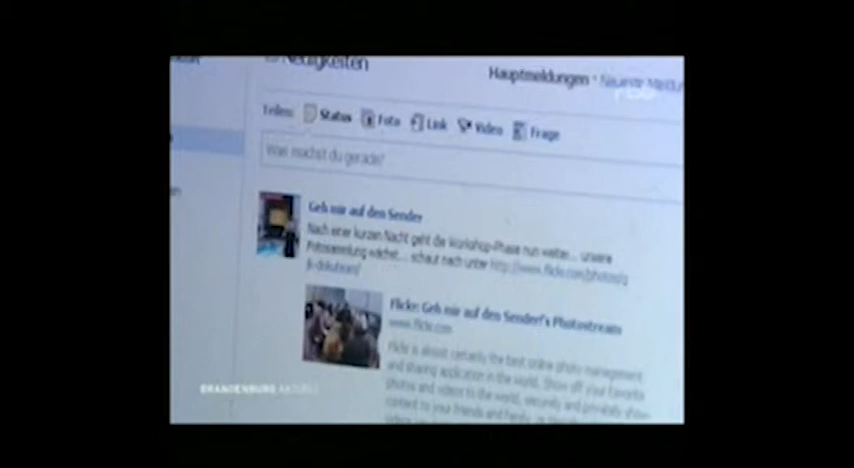 Neuigkeiten
Hauptmeldungen
Teilen: Status Foto Link Video Frage
Was machst du gerade?
Geh mir auf den Sender
Nach einer kurzen Nacht geht die Workshop-Phase nun weiter... unsere
Fotosammlung wächst... schaut nach unter http://www.flickr.com/photos/g
Flickr: Geh mir auf den Sender!'s Photostream
www.flickr.com
Flickr is almost certainly the best online photo management
and sharing application in the world. Show off your favorite
photos and videos to the world, securely and privately show
content to your friends and family, or
BRANDENBURG AKTUELL